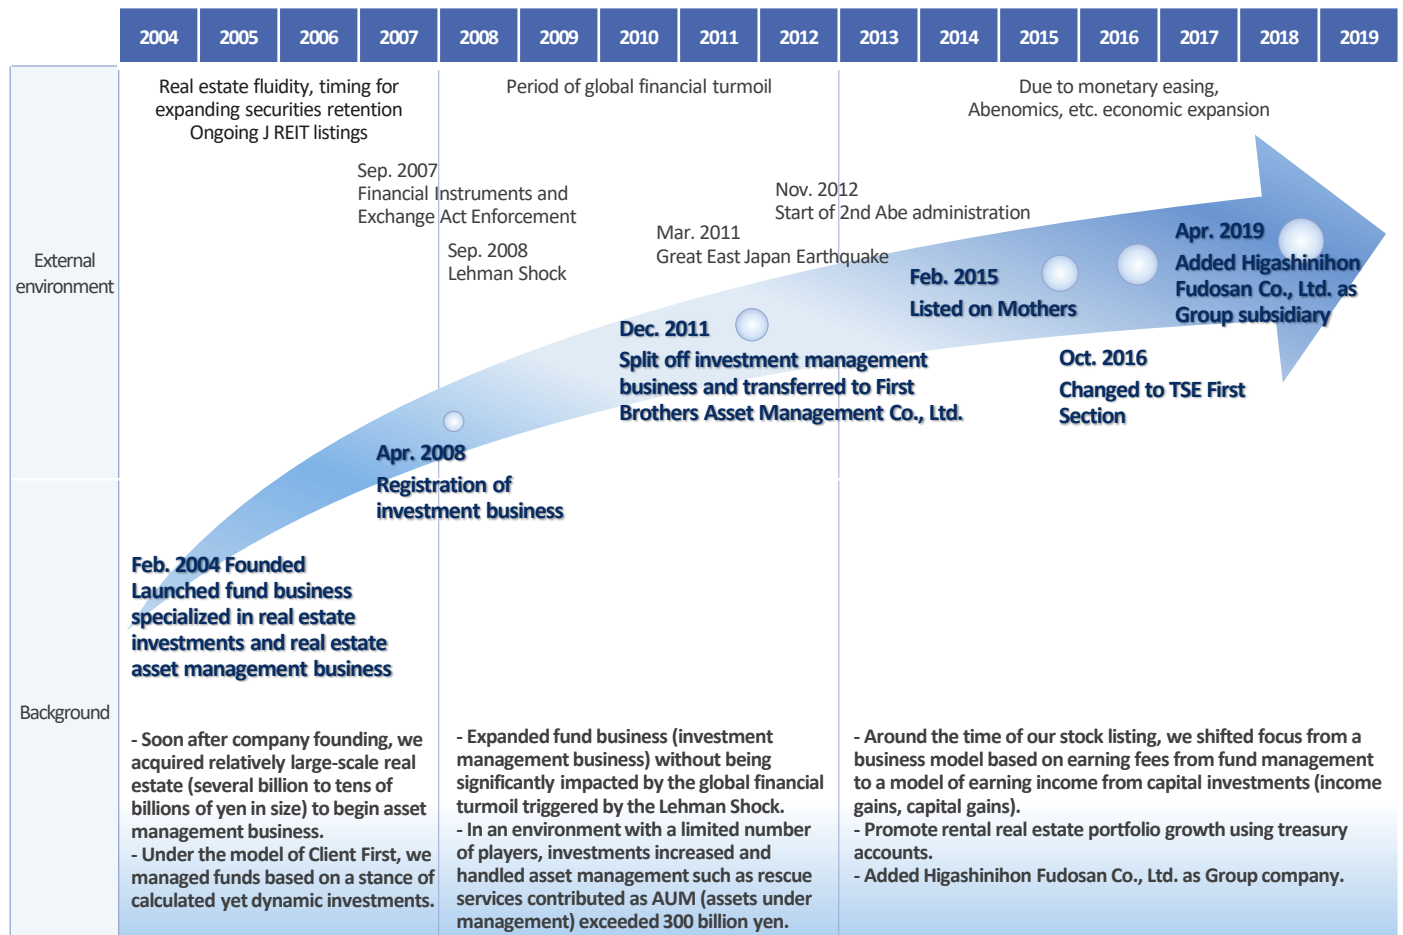 2004 2005 2006 2007 2008 2009 2010 2011 2012 2013 2014 2015 2016 2017 2018 2019
External
environment
Real estate fluidity, timing for
expanding securities retention
Ongoing J REIT listings
Period of global financial turmoil
Due to monetary easing,
Abenomics, etc. economic expansion
Sep. 2007
Financial Instruments and
Exchange Act Enforcement
Sep. 2008
Lehman Shock
Mar. 2011
Great East Japan Earthquake
Nov. 2012
Start of 2nd Abe administration
Feb. 2004 Founded
Launched fund business
specialized in real estate
investments and real estate
asset management business
Apr. 2008
Registration of
investment business
Dec. 2011
Split off investment management
business and transferred to First
Brothers Asset Management Co., Ltd.
Feb. 2015
Listed on Mothers
Oct. 2016
Changed to TSE First
Section
Apr. 2019
Added Higashinihon
Fudosan Co., Ltd. as
Group subsidiary
Background
- Soon after company founding, we
acquired relatively large-scale real
estate (several billion to tens of
billions of yen in size) to begin asset
management business.
- Under the model of Client First, we
managed funds based on a stance of
calculated yet dynamic investments.
- Expanded fund business (investment
management business) without being
significantly impacted by the global financial
turmoil triggered by the Lehman Shock.
- In an environment with a limited number
of players, investments increased and
handled asset management such as rescue
services contributed as AUM (assets under
management) exceeded 300 billion yen.
- Around the time of our stock listing, we shifted focus from a
business model based on earning fees from fund management
to a model of earning income from capital investments (income
gains, capital gains).
- Promote rental real estate portfolio growth using treasury
accounts.
- Added Higashinihon Fudosan Co., Ltd. as Group company.